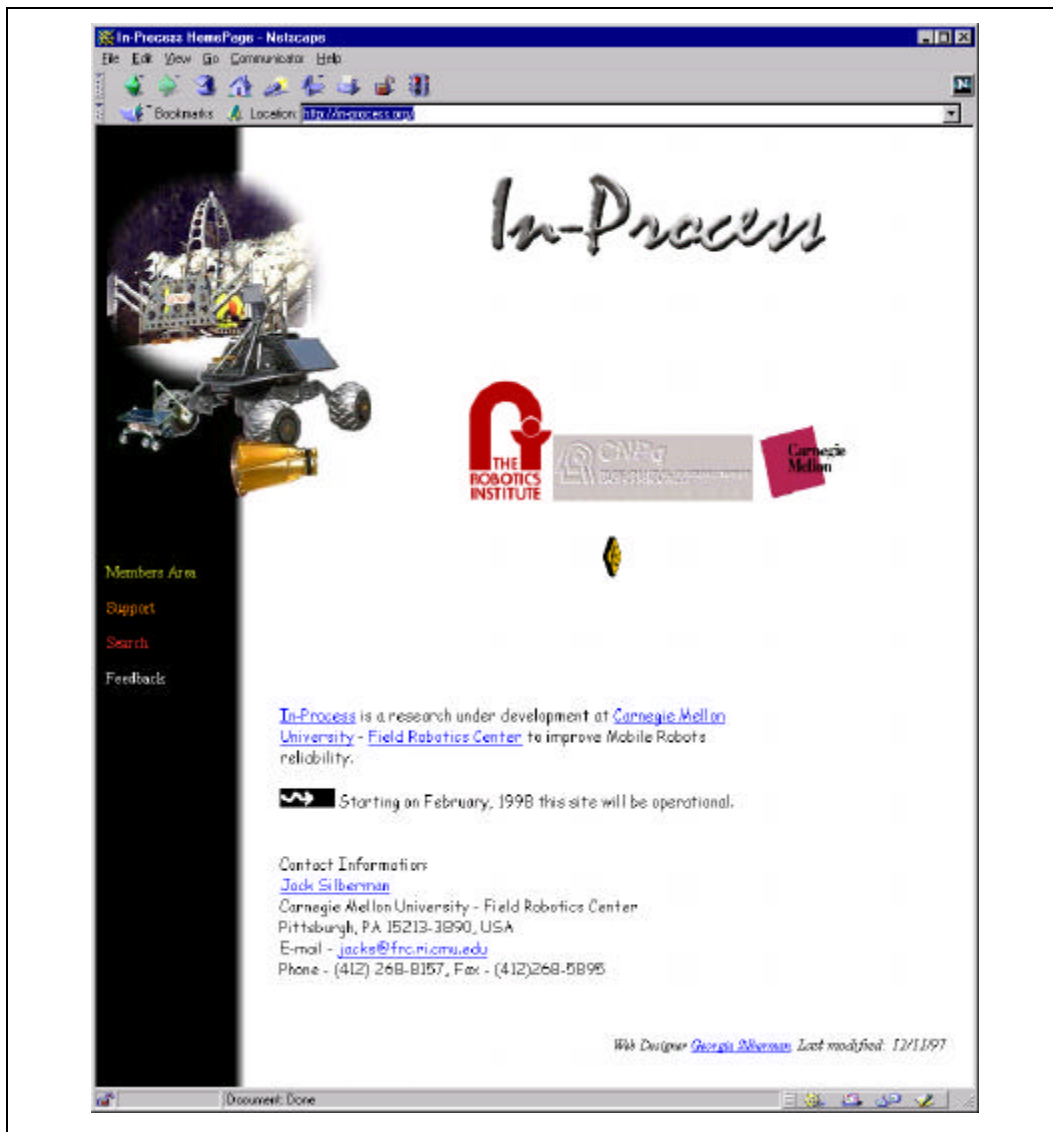 In-Process HomePage - Netscape
File Edit View Go Communicator Help
N
Bookmarks Location: http://in-process.org/
In-Process
THE
ROBOTICS
INSTITUTE
CNPq
Carnegie
Mellon
Members Area
Support
Search
Feedback
In-Process is a research under development at Carnegie Mellon
University - Field Robotics Center to improve Mobile Robots
reliability.
Starting on February, 1998 this site will be operational.
Contact Information:
Jack Silberman
Carnegie Mellon University - Field Robotics Center
Pittsburgh, PA 15213-3890, USA
E-mail - jacks@frc.ri.cmu.edu
Phone - (412) 268-8157, Fax - (412)268-5895
Web Designer Georgia Silberman. Last modified: 12/11/97
Document: Done